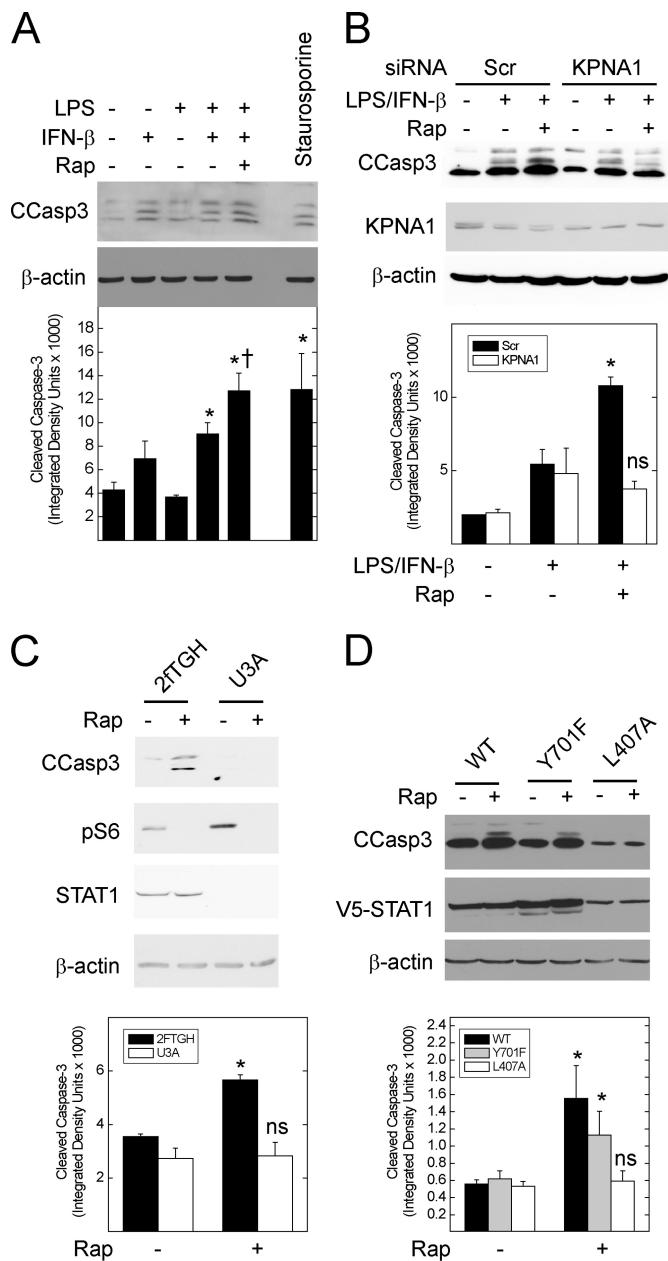 A
LPS - - + + +
IFN-β - + - + +
Rap - - - - +
Staurosporine
CCasp3
β-actin
Cleaved Caspase-3
(Integrated Density Units x 1000)
18
16
14
12
10
8
6
4
2
*
*†
*
B
siRNA Scr KPNA1
LPS/IFN-β - + + - + +
Rap - - + - - +
CCasp3
KPNA1
β-actin
Cleaved Caspase-3
(Integrated Density Units x 1000)
10
5
Scr
KPNA1
*
ns
LPS/IFN-β - + +
Rap - - +
C
2fTGH U3A
Rap - + - +
CCasp3
pS6
STAT1
β-actin
Cleaved Caspase-3
(Integrated Density Units x 1000)
9
6
3
2FTGH
U3A
*
ns
Rap - +
D
WT Y701F L407A
Rap - + - + - +
CCasp3
V5-STAT1
β-actin
Cleaved Caspase-3
(Integrated Density Units x 1000)
2.4
2.2
2.0
1.8
1.6
1.4
1.2
1.0
0.8
0.6
0.4
0.2
WT
Y701F
L407A
*
*
ns
Rap - +